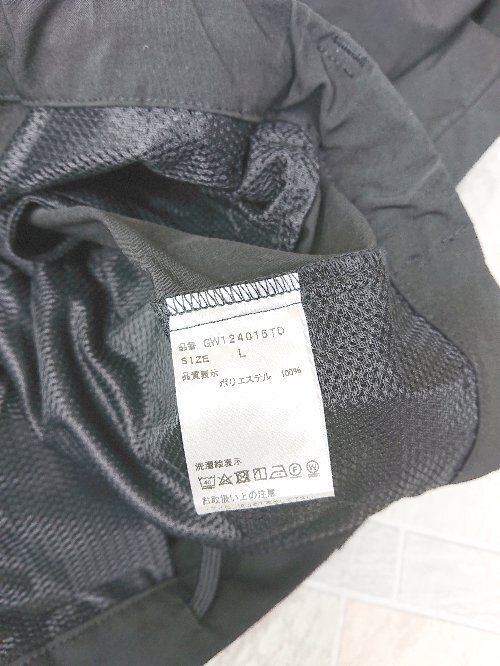 品番 GW124015TD
SIZE L
品質表示
ポリエステル 100%
洗濯絵表示
40 F W
お取扱い上の注意